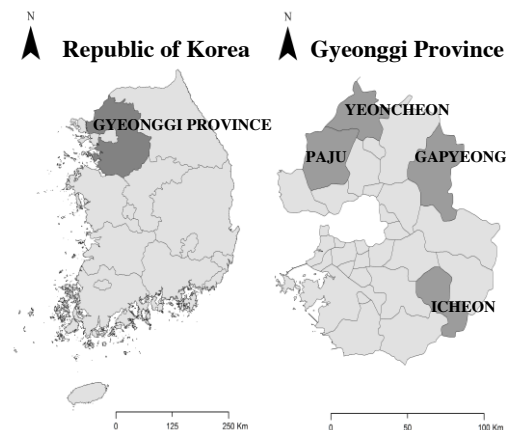 N
Republic of Korea
GYEONGGI PROVINCE
0 125 250 Km
N
Gyeonggi Province
YEONCHEON
PAJU
GAPYEONG
ICHEON
0 50 100 Km